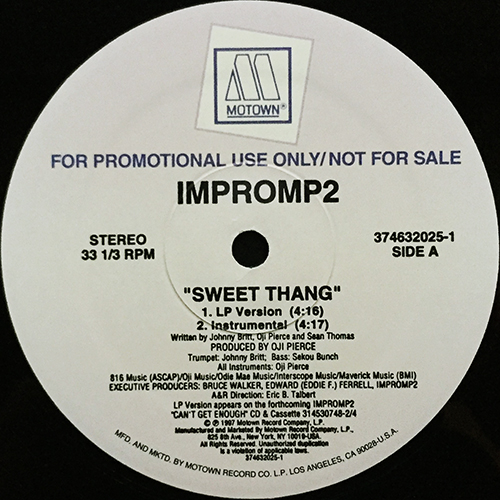 MOTOWN®
FOR PROMOTIONAL USE ONLY/NOT FOR SALE
IMPROMP2
STEREO
33 1/3 RPM
374632025-1
SIDE A
"SWEET THANG"
1. LP Version (4:16)
2. Instrumental (4:17)
Written by Johnny Britt, Oji Pierce and Sean Thomas
PRODUCED BY OJI PIERCE
Trumpet: Johnny Britt; Bass: Sekou Bunch
All Instruments: Oji Pierce
816 Music (ASCAP)/Oji Music/Odie Mae Music/Interscope Music/Maverick Music (BMI)
EXECUTIVE PRODUCERS: BRUCE WALKER, EDWARD (EDDIE F.) FERRELL, IMPROMP2
A&R Direction: Eric B. Talbert
LP Version appears on the forthcoming IMPROMP2
"CAN'T GET ENOUGH" CD & Cassette 314530748-2/4
© ℗ 1997 Motown Record Company, L.P.
Manufactured and Marketed By Motown Record Company, L.P.,
825 8th Ave., New York, NY 10019-USA.
All Rights Reserved. Unauthorized Duplication
is a violation of applicable laws.
374632025-1
MFD. AND MKTD. BY MOTOWN RECORD CO. L.P. LOS ANGELES, CA 90028-U.S.A.